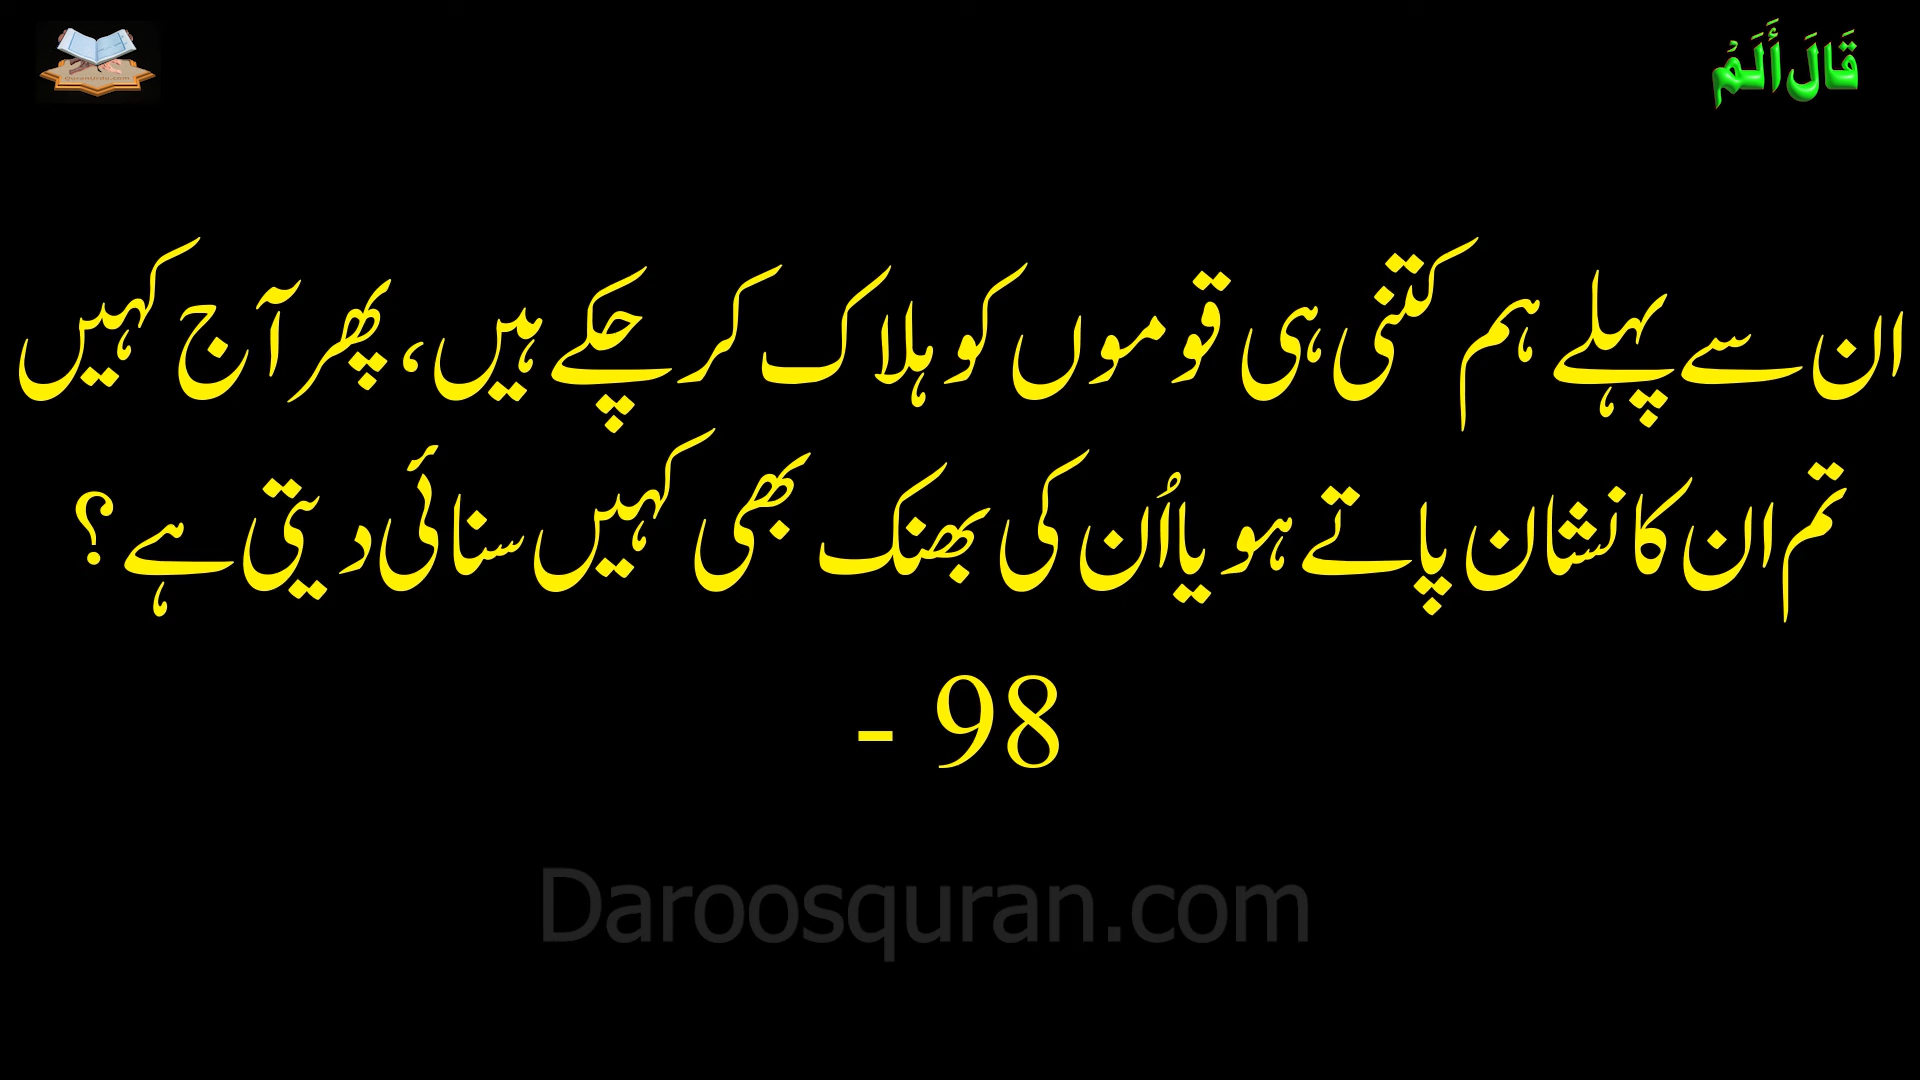 قَالَ أَلَمْ
ان سے پہلے ہم کتنی ہی قوموں کو ہلاک کر چکے ہیں، پھر آج کہیں
تم ان کا نشان پاتے ہو یا اُن کی بھنک بھی کہیں سنائی دیتی ہے؟
98 -
Daroosquran.com